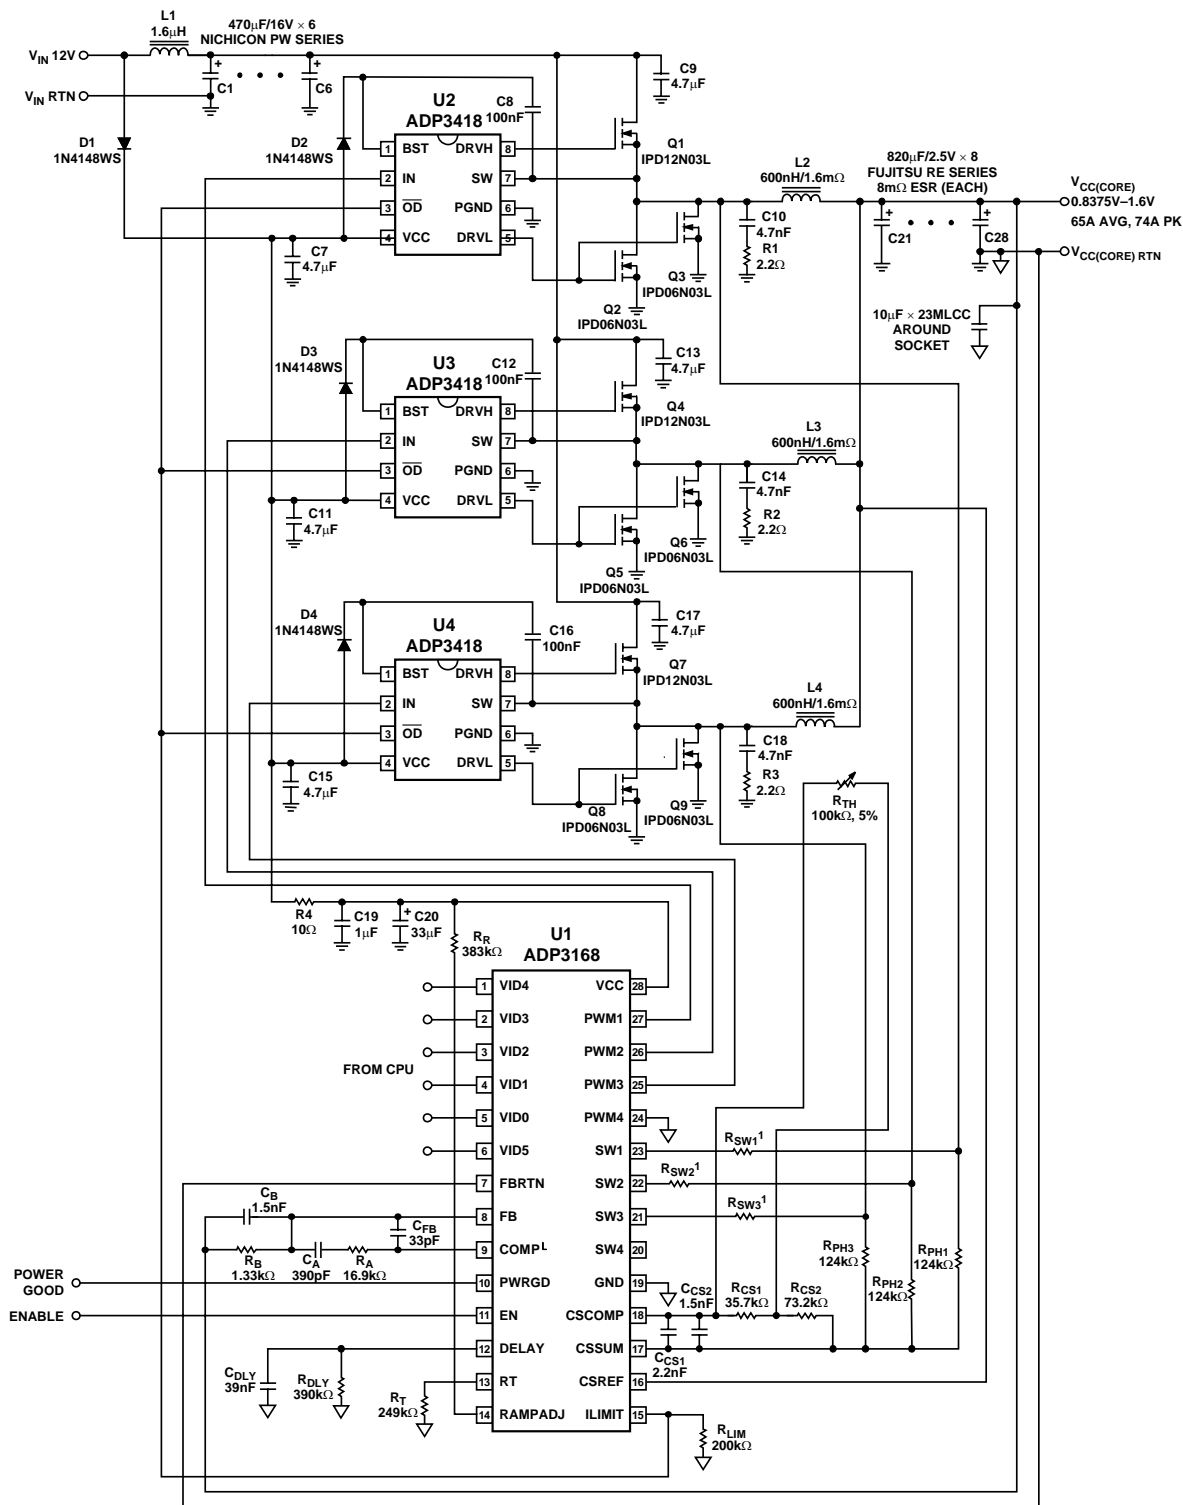 L1
1.6μH
470μF/16V × 6
NICHICON PW SERIES
VIN 12V
VIN RTN
+
C1
+
C6
C9
4.7μF
D1
1N4148WS
D2
1N4148WS
U2
ADP3418
C8
100nF
1 BST DRVH 8
2 IN SW 7
3 OD PGND 6
4 VCC DRVL 5
Q1
IPD12N03L
C7
4.7μF
Q3
IPD06N03L
Q2
IPD06N03L
C10
4.7nF
R1
2.2Ω
L2
600nH/1.6mΩ
820μF/2.5V × 8
FUJITSU RE SERIES
8mΩ ESR (EACH)
+
C21
+
C28
VCC(CORE)
0.8375V–1.6V
65A AVG, 74A PK
VCC(CORE) RTN
10μF × 23MLCC
AROUND
SOCKET
D3
1N4148WS
U3
ADP3418
C12
100nF
C13
4.7μF
1 BST DRVH 8
2 IN SW 7
3 OD PGND 6
4 VCC DRVL 5
Q4
IPD12N03L
C11
4.7μF
Q6
IPD06N03L
Q5
IPD06N03L
L3
600nH/1.6mΩ
C14
4.7nF
R2
2.2Ω
D4
1N4148WS
U4
ADP3418
C16
100nF
C17
4.7μF
1 BST DRVH 8
2 IN SW 7
3 OD PGND 6
4 VCC DRVL 5
Q7
IPD12N03L
C15
4.7μF
Q8
IPD06N03L
Q9
IPD06N03L
L4
600nH/1.6mΩ
C18
4.7nF
R3
2.2Ω
RTH
100kΩ, 5%
R4
10Ω
C19
1μF
+
C20
33μF
RR
383kΩ
U1
ADP3168
1 VID4 VCC 28
2 VID3 PWM1 27
3 VID2 PWM2 26
4 VID1 PWM3 25
5 VID0 PWM4 24
6 VID5 SW1 23
7 FBRTN SW2 22
8 FB SW3 21
9 COMPL SW4 20
10 PWRGD GND 19
11 EN CSCOMP 18
12 DELAY CSSUM 17
13 RT CSREF 16
14 RAMPADJ ILIMIT 15
FROM CPU
RSW1¹
RSW2¹
RSW3¹
CB
1.5nF
CFB
33pF
RB
1.33kΩ
CA
390pF
RA
16.9kΩ
POWER
GOOD
ENABLE
RPH3
124kΩ
RPH1
124kΩ
RPH2
124kΩ
CCS2
1.5nF
RCS1
35.7kΩ
RCS2
73.2kΩ
CCS1
2.2nF
CDLY
39nF
RDLY
390kΩ
RT
249kΩ
RLIM
200kΩ